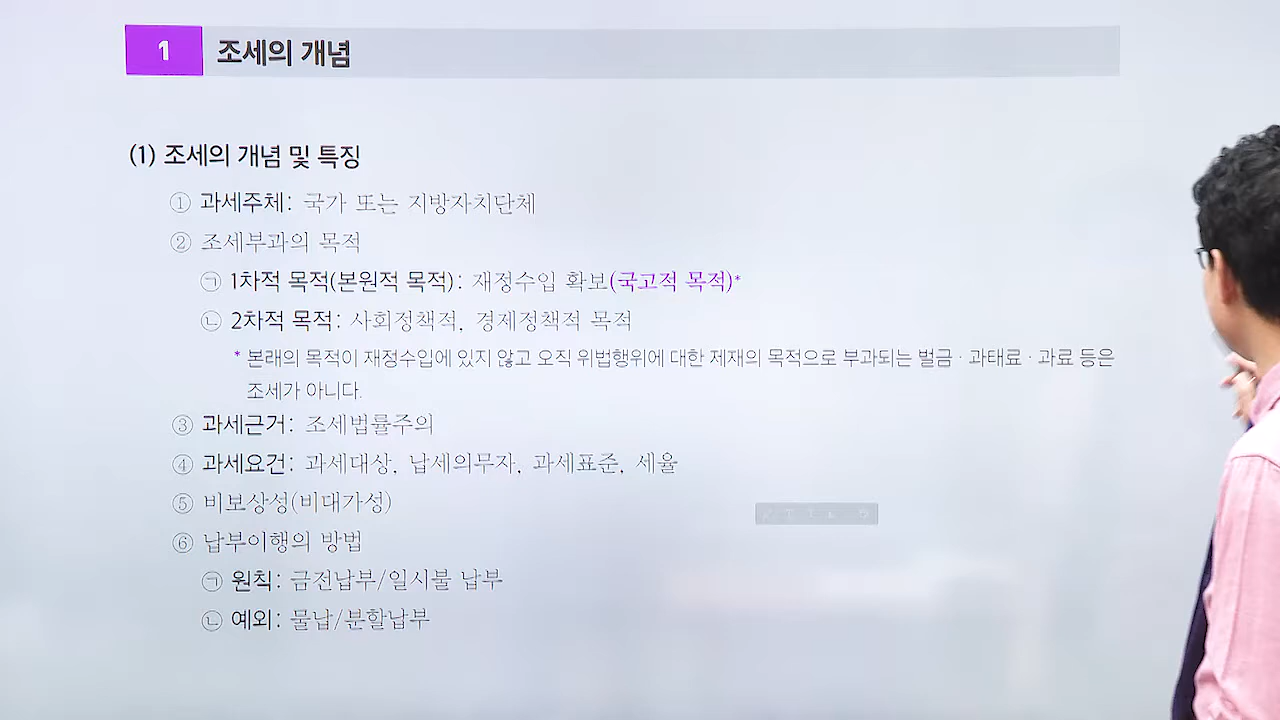 1 조세의 개념
(1) 조세의 개념 및 특징
① 과세주체: 국가 또는 지방자치단체
② 조세부과의 목적
㉠ 1차적 목적(본원적 목적): 재정수입 확보(국고적 목적)*
㉡ 2차적 목적: 사회정책적, 경제정책적 목적
* 본래의 목적이 재정수입에 있지 않고 오직 위법행위에 대한 제재의 목적으로 부과되는 벌금·과태료·과료 등은
조세가 아니다.
③ 과세근거: 조세법률주의
④ 과세요건: 과세대상, 납세의무자, 과세표준, 세율
⑤ 비보상성(비대가성)
⑥ 납부이행의 방법
㉠ 원칙: 금전납부/일시불 납부
㉡ 예외: 물납/분할납부